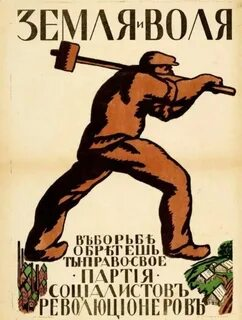 ЗЕМЛЯ и ВОЛЯ
ВЪ БОРЬБѢ
ОБРѢТЕШЬ
ТЫ ПРАВО СВОЕ
· ПАРТІЯ ·
СОЦІАЛИСТОВЪ
РЕВОЛЮЦІОНЕРОВЪ